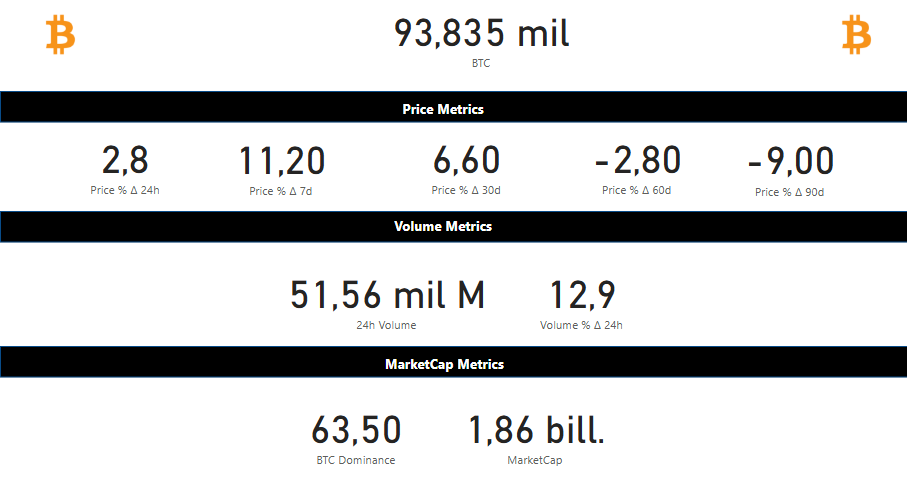 93,835 mil
BTC
Price Metrics
2,8 11,20 6,60 -2,80 -9,00
Price % Δ 24h Price % Δ 7d Price % Δ 30d Price % Δ 60d Price % Δ 90d
Volume Metrics
51,56 mil M 12,9
24h Volume Volume % Δ 24h
MarketCap Metrics
63,50 1,86 bill.
BTC Dominance MarketCap